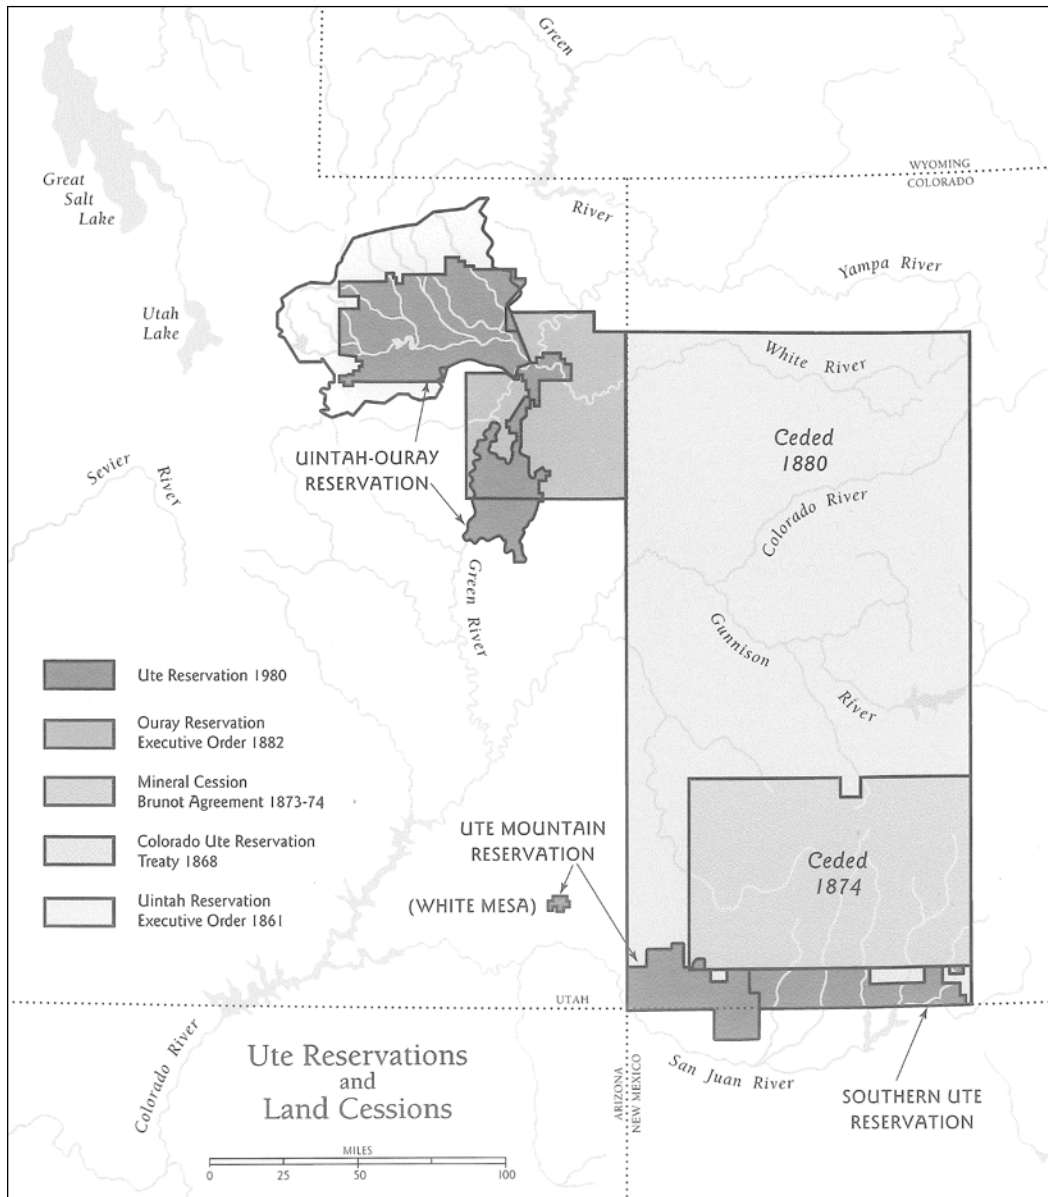 Green
WYOMING
COLORADO
Great
Salt
Lake
River
Yampa River
Utah
Lake
White River
Ceded
1880
UINTAH-OURAY
RESERVATION
Sevier
River
Colorado River
Green River
Gunnison
River
Ute Reservation 1980
Ouray Reservation
Executive Order 1882
Mineral Cession
Brunot Agreement 1873-74
Colorado Ute Reservation
Treaty 1868
Uintah Reservation
Executive Order 1861
UTE MOUNTAIN
RESERVATION
(WHITE MESA)
Ceded
1874
UTAH
Colorado River
Ute Reservations
and
Land Cessions
ARIZONA
NEW MEXICO
San Juan River
SOUTHERN UTE
RESERVATION
MILES
0 25 50 100